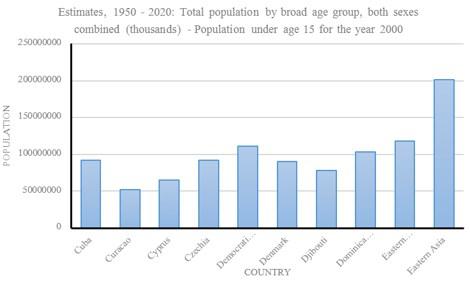 Estimates, 1950 - 2020: Total population by broad age group, both sexes
combined (thousands) - Population under age 15 for the year 2000
250000000
200000000
150000000
100000000
50000000
0
POPULATION
Cuba
Curacao
Cyprus
Czechia
Democrati...
Denmark
Djibouti
Dominica...
Eastern...
Eastern Asia
COUNTRY